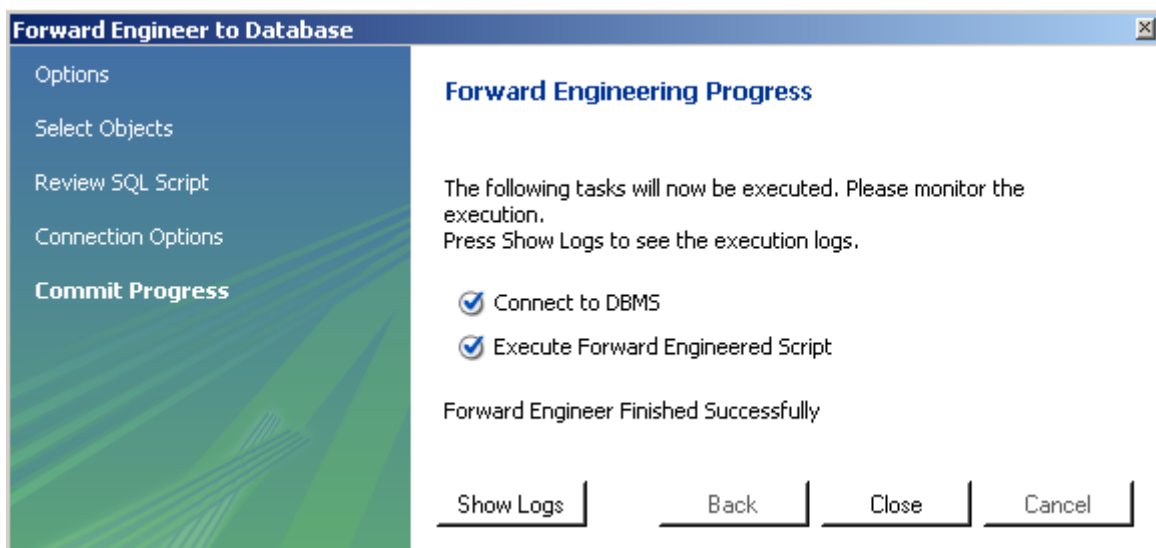 Forward Engineer to Database
Options
Select Objects
Review SQL Script
Connection Options
Commit Progress
Forward Engineering Progress
The following tasks will now be executed. Please monitor the
execution.
Press Show Logs to see the execution logs.
Connect to DBMS
Execute Forward Engineered Script
Forward Engineer Finished Successfully
Show Logs
Back
Close
Cancel